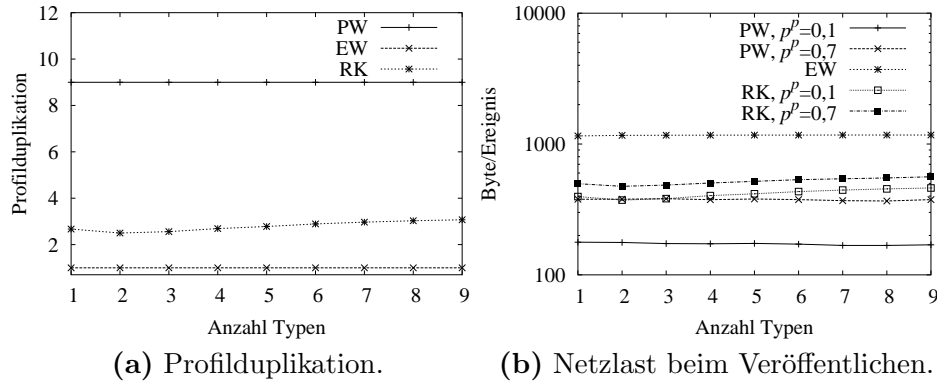 12
10
8
6
4
2
Profilduplikation
PW
EW
RK
1 2 3 4 5 6 7 8 9
Anzahl Typen
(a) Profilduplikation.
10000
1000
100
Byte/Ereignis
PW, p^p=0,1
PW, p^p=0,7
EW
RK, p^p=0,1
RK, p^p=0,7
1 2 3 4 5 6 7 8 9
Anzahl Typen
(b) Netzlast beim Veröffentlichen.